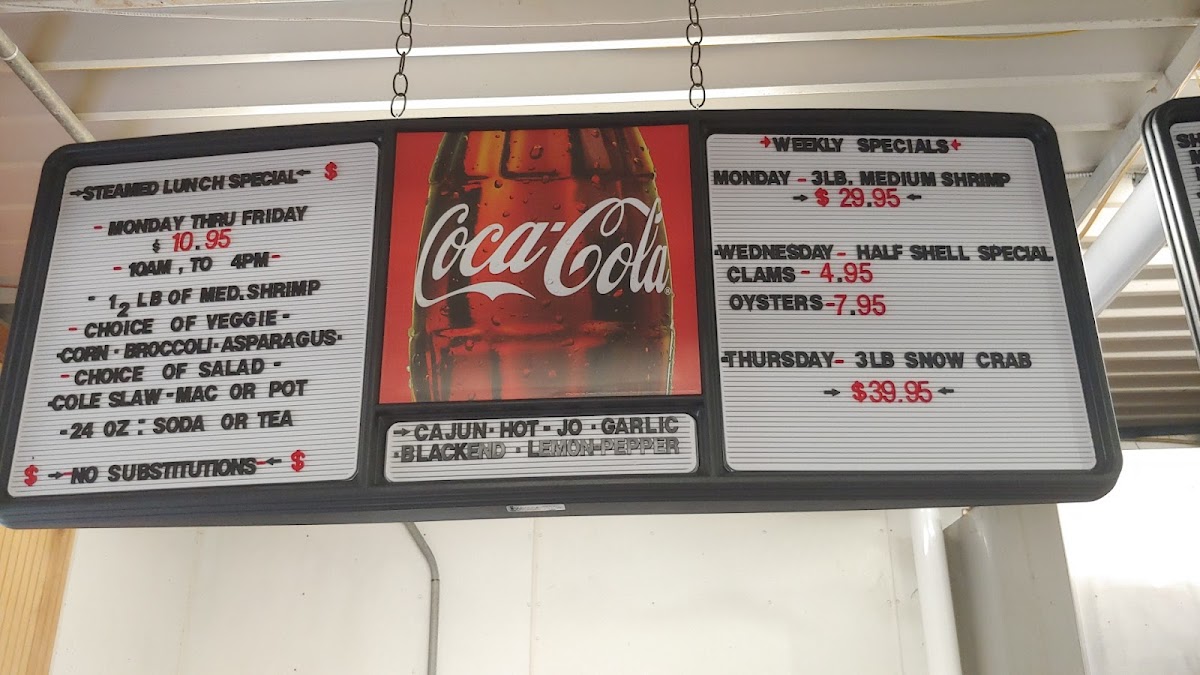 STEAMED LUNCH SPECIAL $
- MONDAY THRU FRIDAY
$ 10.95
- 10AM , TO 4PM -
- 1 2 LB OF MED. SHRIMP
- CHOICE OF VEGGIE -
-CORN - BROCCOLI - ASPARAGUS-
- CHOICE OF SALAD -
-COLE SLAW - MAC OR POT
-24 OZ : SODA OR TEA
$ → NO SUBSTITUTIONS ← $
Coca-Cola
→ CAJUN - HOT - JO - GARLIC
-BLACKEND - LEMON-PEPPER
WEEKLY SPECIALS
MONDAY - 3LB. MEDIUM SHRIMP
→ $ 29.95 ←
-WEDNESDAY - HALF SHELL SPECIAL
CLAMS - 4.95
OYSTERS -7.95
-THURSDAY- 3LB SNOW CRAB
→ $39.95 ←